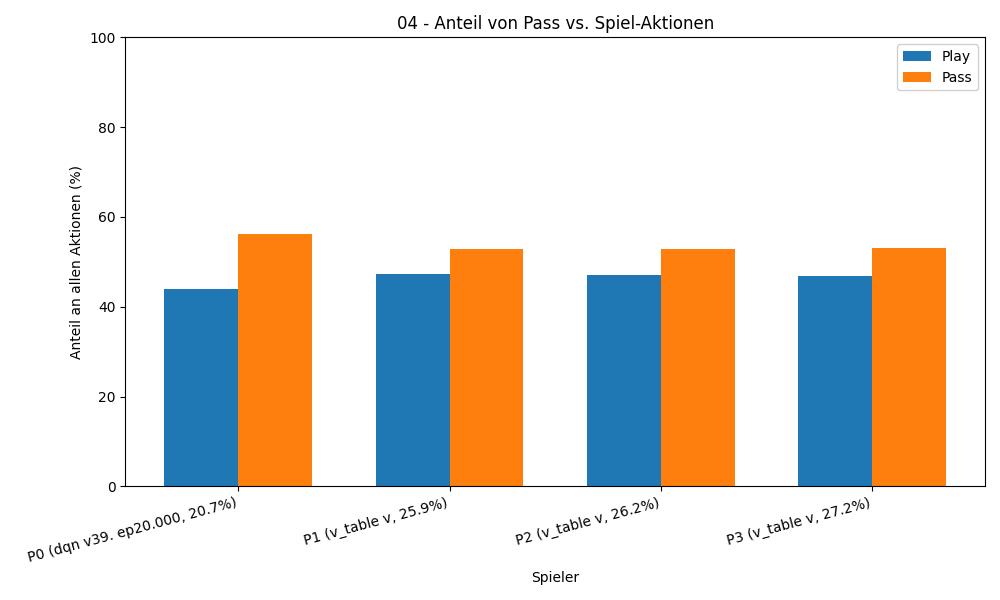 04 - Anteil von Pass vs. Spiel-Aktionen
Play
Pass
Anteil an allen Aktionen (%)
100
80
60
40
20
0
P0 (dqn v39. ep20.000, 20.7%)
P1 (v_table v, 25.9%)
P2 (v_table v, 26.2%)
P3 (v_table v, 27.2%)
Spieler